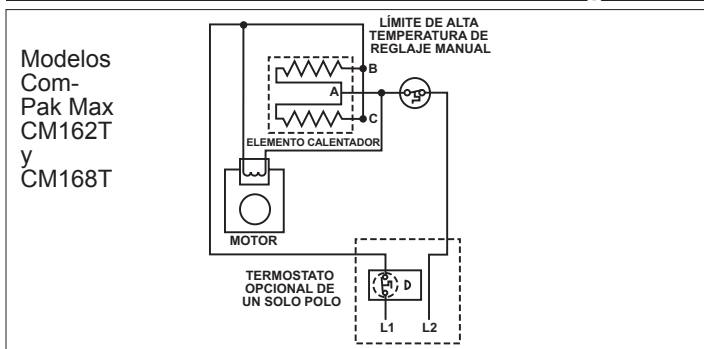 Modelos
Com-
Pak Max
CM162T
y
CM168T
LÍMITE DE ALTA
TEMPERATURA DE
REGLAJE MANUAL
B
A
C
ELEMENTO CALENTADOR
MOTOR
TERMOSTATO
OPCIONAL DE
UN SOLO POLO
D
L1 L2